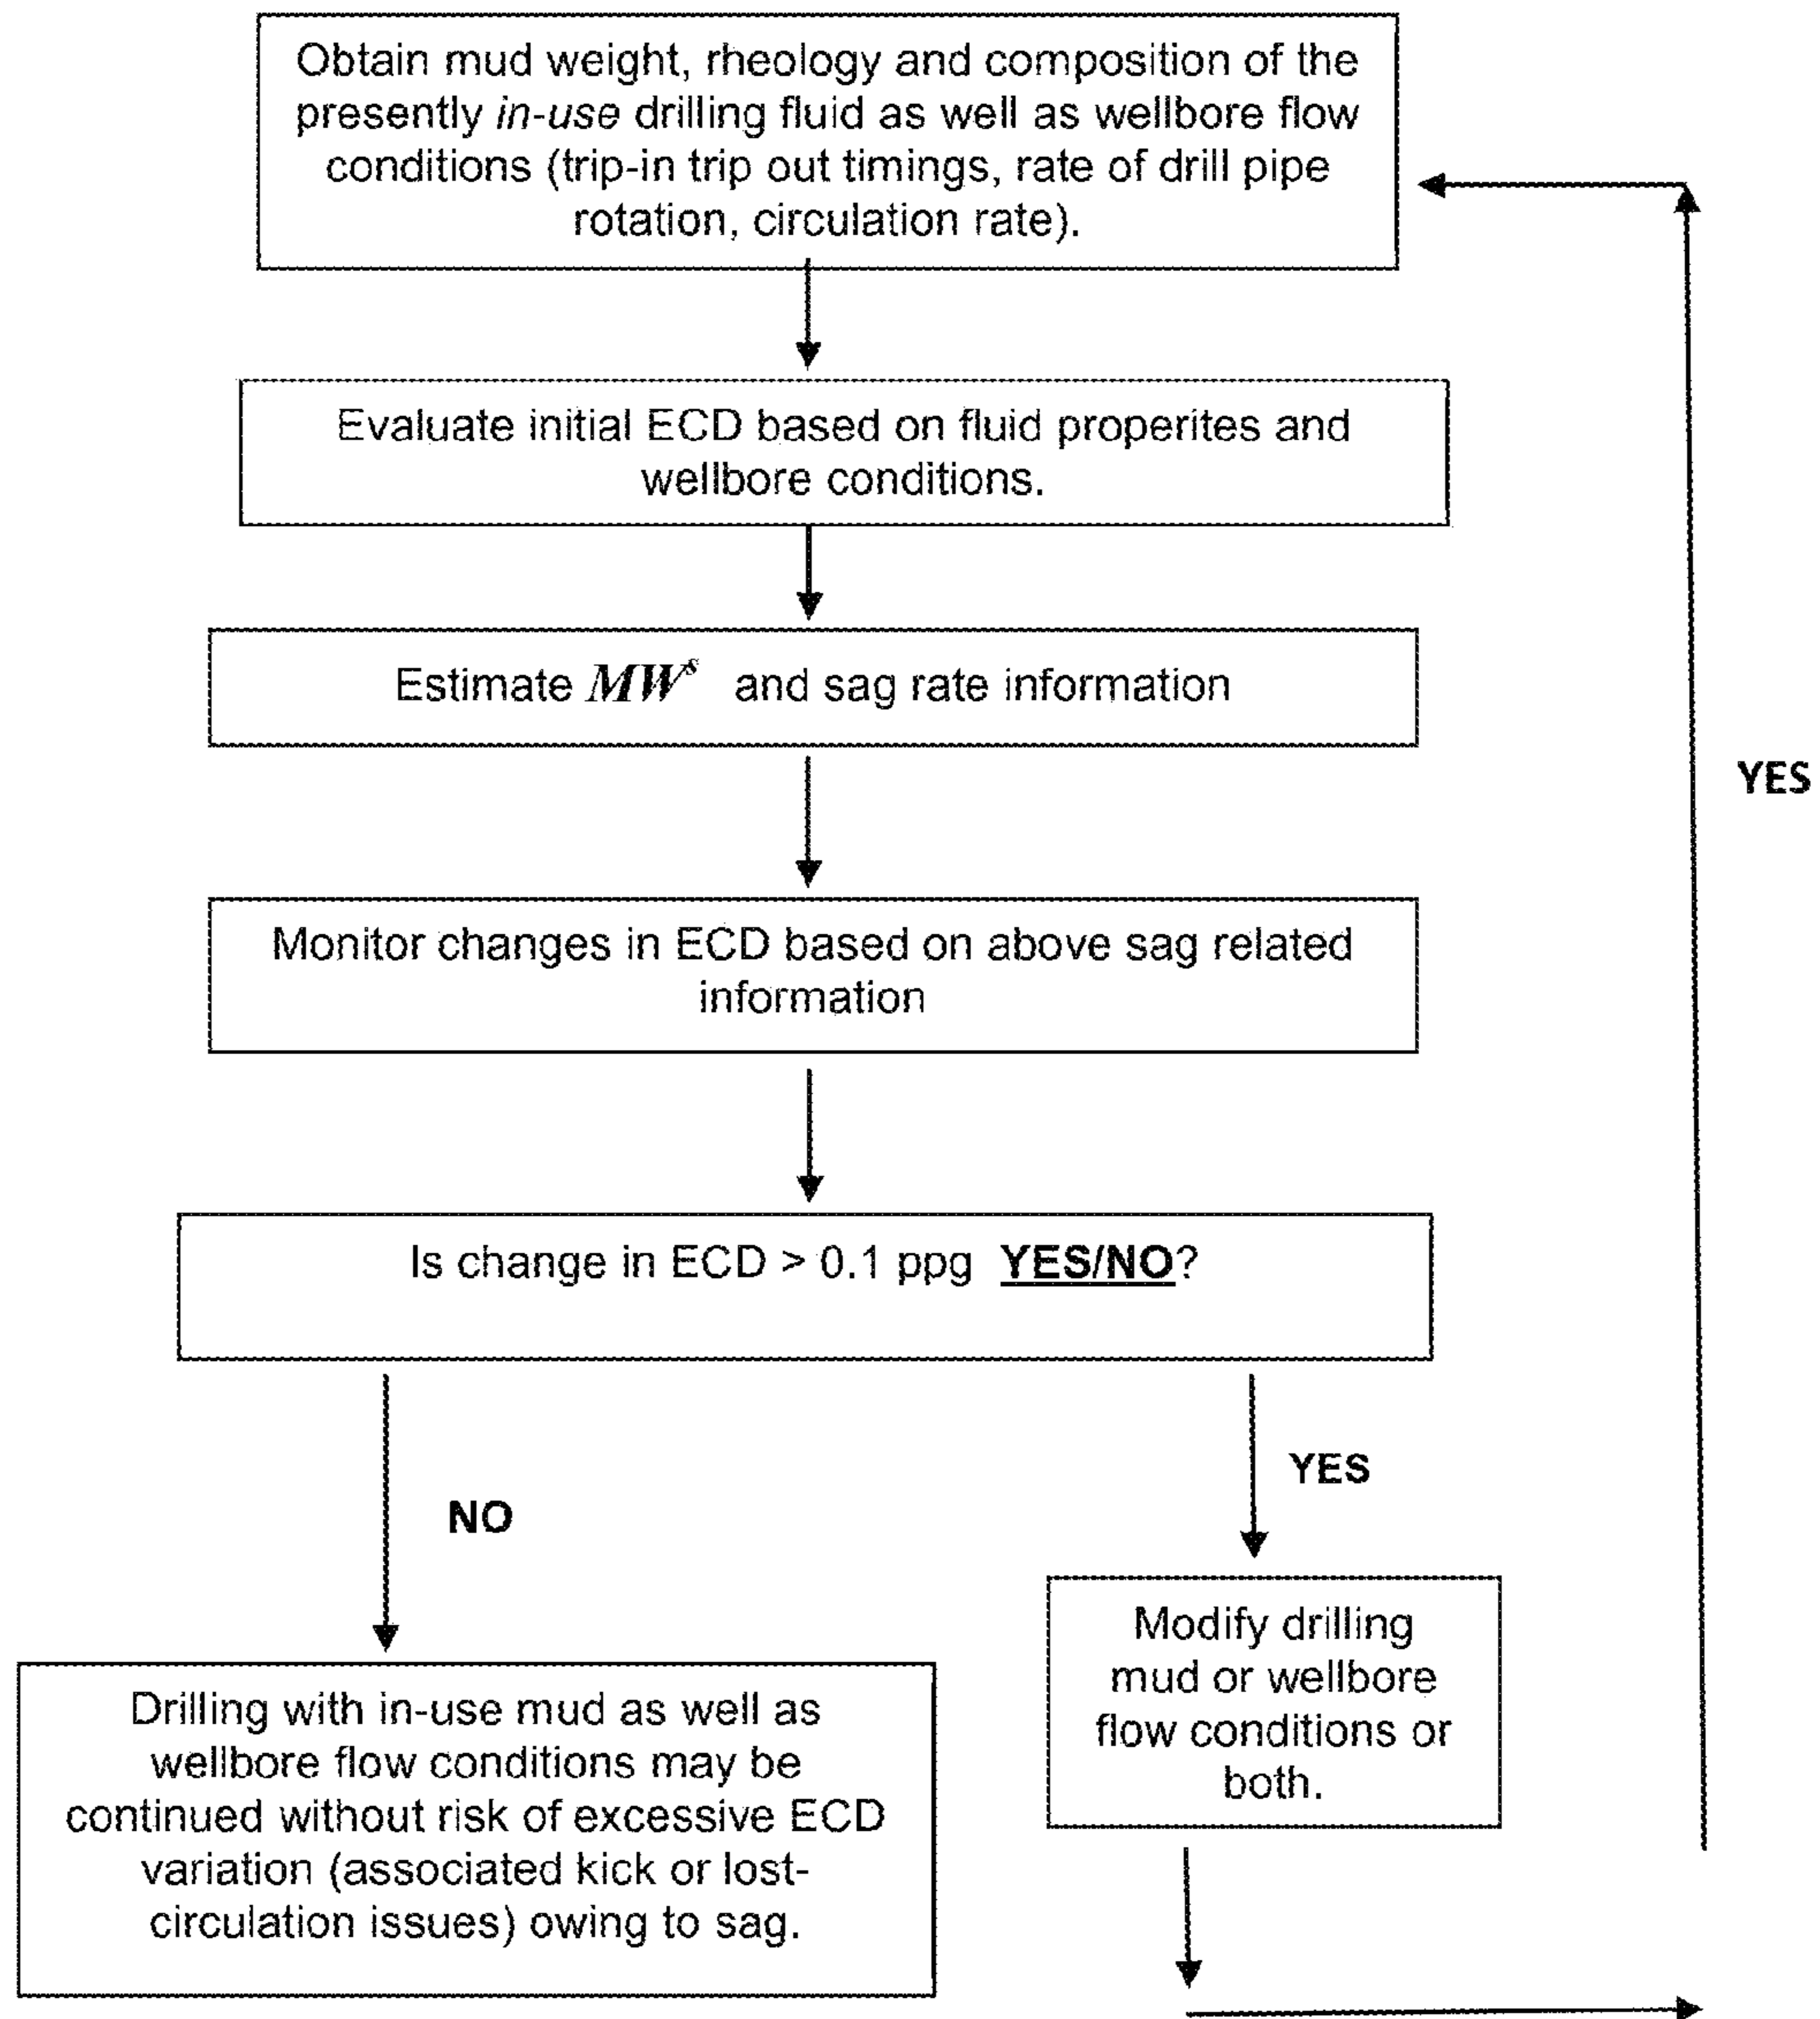 Obtain mud weight, rheology and composition of the
presently in-use drilling fluid as well as wellbore flow
conditions (trip-in trip out timings, rate of drill pipe
rotation, circulation rate).
Evaluate initial ECD based on fluid properites and
wellbore conditions.
Estimate MWˢ and sag rate information
YES
Monitor changes in ECD based on above sag related
information
Is change in ECD > 0.1 ppg YES/NO?
NO
YES
Drilling with in-use mud as well as
wellbore flow conditions may be
continued without risk of excessive ECD
variation (associated kick or lost-
circulation issues) owing to sag.
Modify drilling
mud or wellbore
flow conditions or
both.